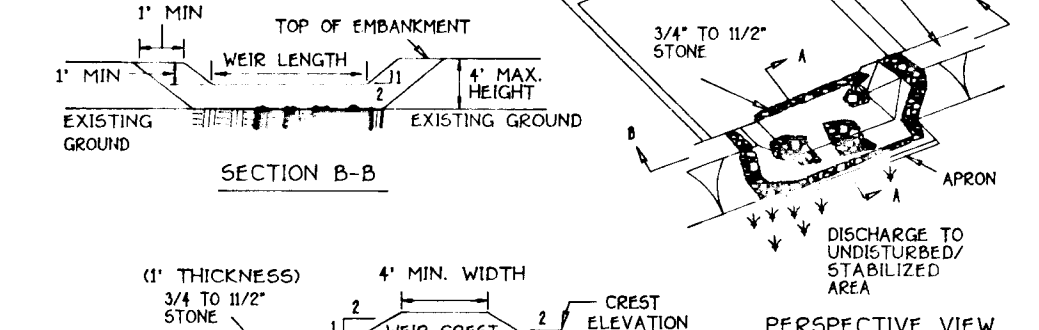 1' MIN
TOP OF EMBANKMENT
WEIR LENGTH
1' MIN
1
2
4' MAX.
HEIGHT
EXISTING
GROUND
EXISTING GROUND
SECTION B-B
3/4" TO 11/2"
STONE
A
B
A
APRON
DISCHARGE TO
UNDISTURBED/
STABILIZED
AREA
PERSPECTIVE VIEW
(1' THICKNESS)
3/4 TO 11/2"
STONE
4' MIN. WIDTH
2
1
WEIR CREST
2
CREST
ELEVATION